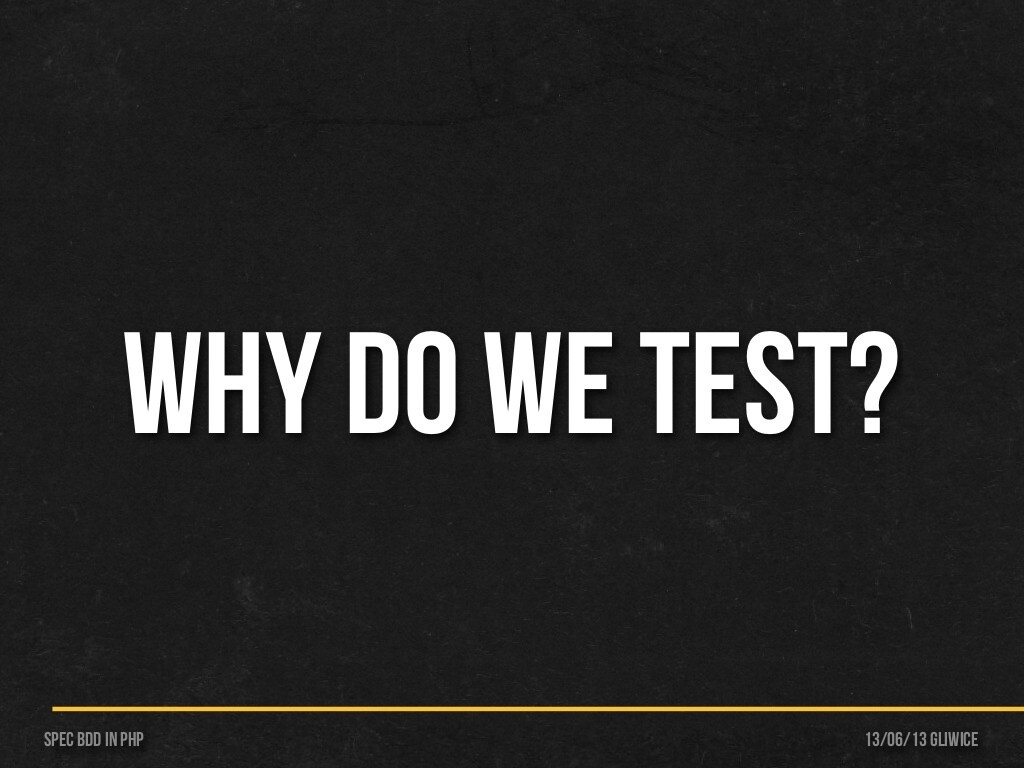 WHY DO WE TEST?
SPEC BDD IN PHP
13/06/13 GLIWICE